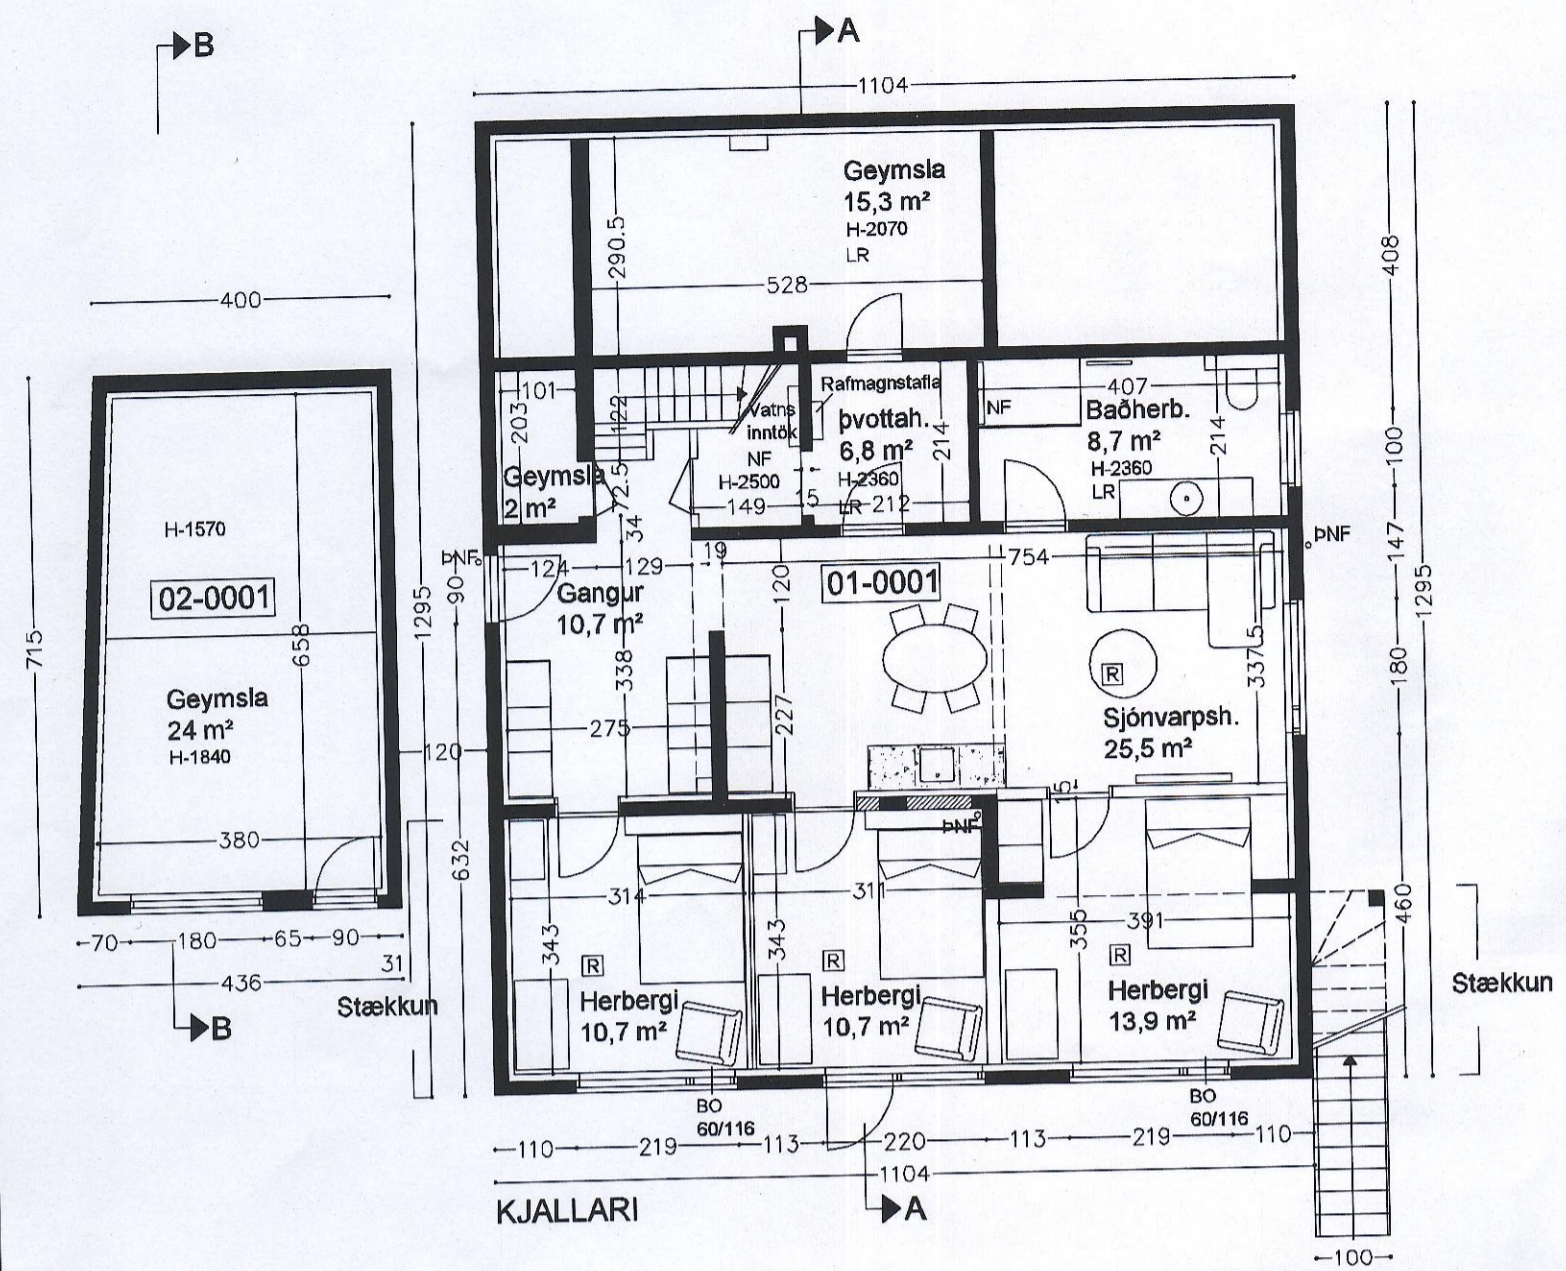 B
A
1104
Geymsla
15,3 m²
H-2070
LR
290.5
528
408
400
101
203
122
Vatns
inntök
NF
H-2500
149
72.5
34
15
Rafmagnstafla
Þvottah.
6,8 m²
H-2360
LR
212
214
NF
407
Baðherb.
8,7 m²
H-2360
LR
214
100
147
Geymsla
2 m²
H-1570
02-0001
715
658
Geymsla
24 m²
H-1840
380
1295
120
ÞNF
90
124
129
19
Gangur
10,7 m²
338
275
120
227
01-0001
754
ÞNF
R
Sjónvarpsh.
25,5 m²
337.5
180
1295
15
ÞNF
632
314
343
R
Herbergi
10,7 m²
311
343
R
Herbergi
10,7 m²
391
355
R
Herbergi
13,9 m²
460
70
180
65
90
31
436
Stækkun
B
Stækkun
BO
60/116
BO
60/116
110
219
113
220
113
219
110
1104
KJALLARI
A
100